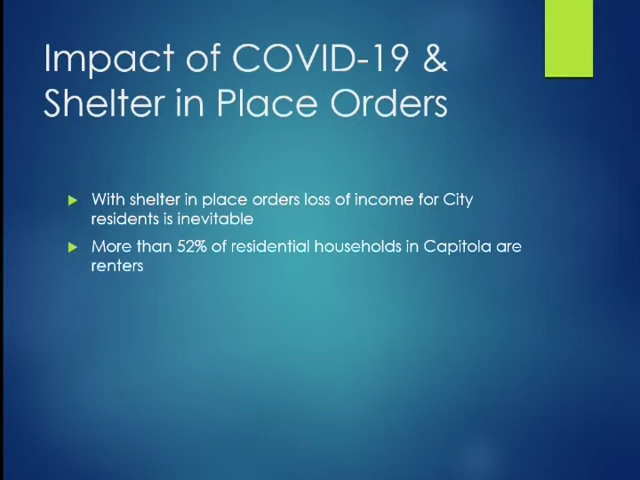 Impact of COVID-19 &
Shelter in Place Orders
With shelter in place orders loss of income for City
residents is inevitable
More than 52% of residential households in Capitola are
renters